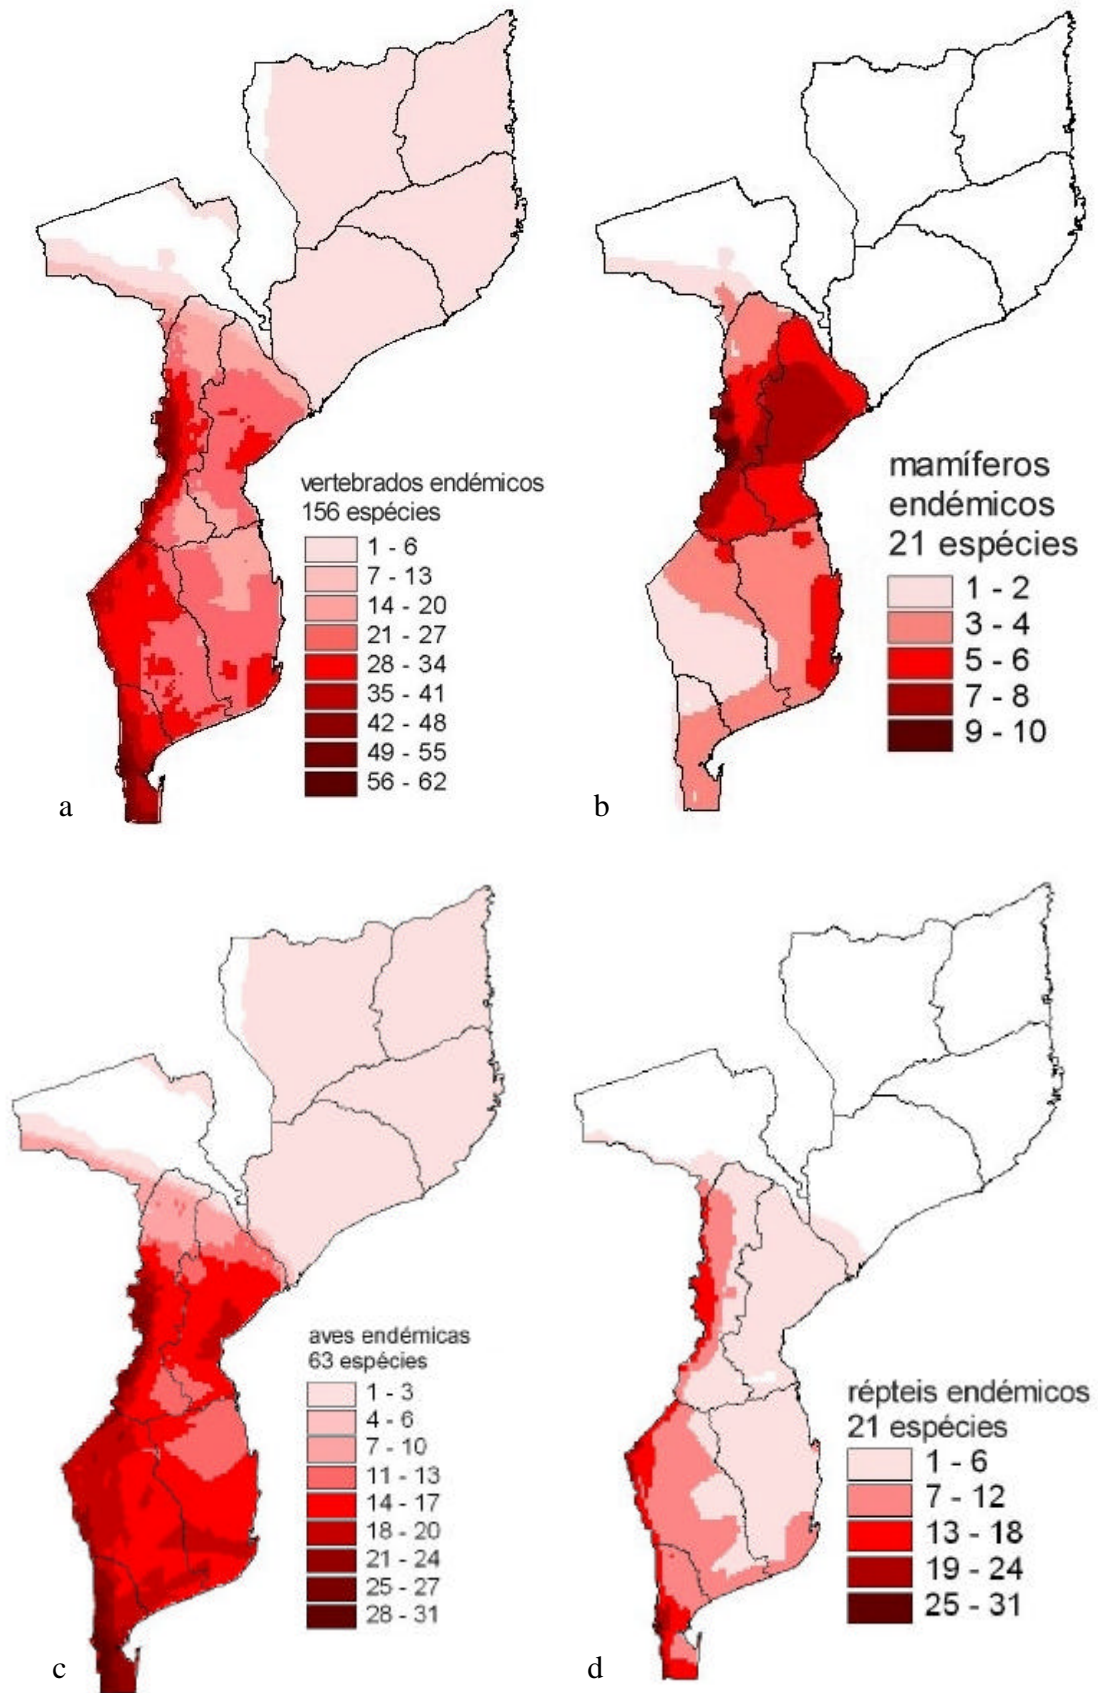 vertebrados endémicos
156 espécies
1 - 6
7 - 13
14 - 20
21 - 27
28 - 34
35 - 41
42 - 48
49 - 55
56 - 62
a
mamíferos
endémicos
21 espécies
1 - 2
3 - 4
5 - 6
7 - 8
9 - 10
b
aves endémicas
63 espécies
1 - 3
4 - 6
7 - 10
11 - 13
14 - 17
18 - 20
21 - 24
25 - 27
28 - 31
c
répteis endémicos
21 espécies
1 - 6
7 - 12
13 - 18
19 - 24
25 - 31
d